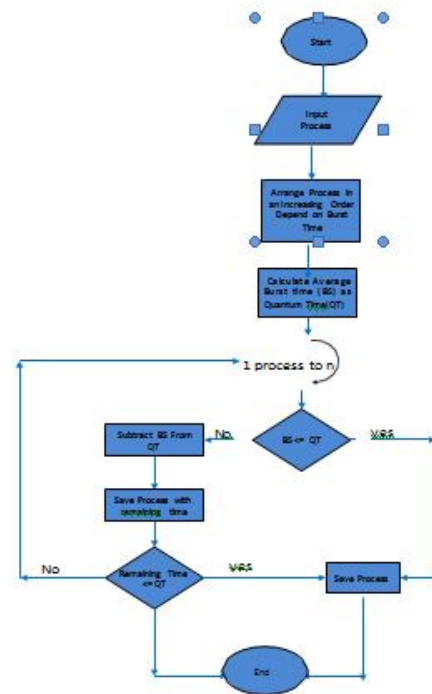 Start
Input
Process
Arrange Process in
an Increasing Order
Depend on Burst
Time
Calculate Average
Burst time (BS) as
Quantum Time(QT)
1 process to n
BS<= QT
No
yes
Subtract BS From
QT
Save Process with
remaining time
Remaining Time
<=QT
No
yes
Save Process
End